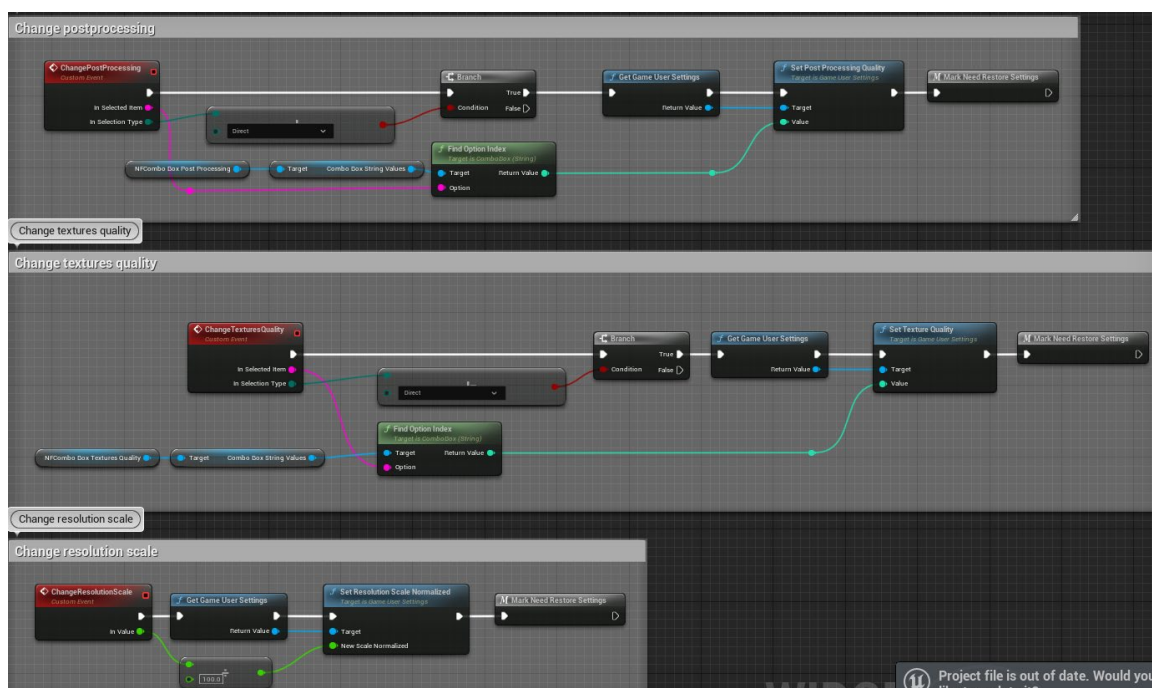 Change postprocessing
ChangePostProcessing
Custom Event
Branch
Get Game User Settings
Set Post Processing Quality
Target is Game User Settings
Mark Need Restore Settings
True
In Selected Item
Condition
False
Return Value
Target
In Selection Type
Value
Direct
Find Option Index
Target is ComboBox (String)
NFCombo Box Post Processing
Target
Combo Box String Values
Target
Return Value
Option
Change textures quality
Change textures quality
ChangeTexturesQuality
Custom Event
Branch
Get Game User Settings
Set Texture Quality
Target is Game User Settings
Mark Need Restore Settings
True
In Selected Item
Condition
False
Return Value
Target
In Selection Type
Value
Direct
Find Option Index
Target is ComboBox (String)
NFCombo Box Textures Quality
Target
Combo Box String Values
Target
Return Value
Option
Change resolution scale
Change resolution scale
ChangeResolutionScale
Custom Event
Get Game User Settings
Set Resolution Scale Normalized
Target is Game User Settings
Mark Need Restore Settings
In Value
Return Value
Target
New Scale Normalized
100.0
÷
Project file is out of date. Would you